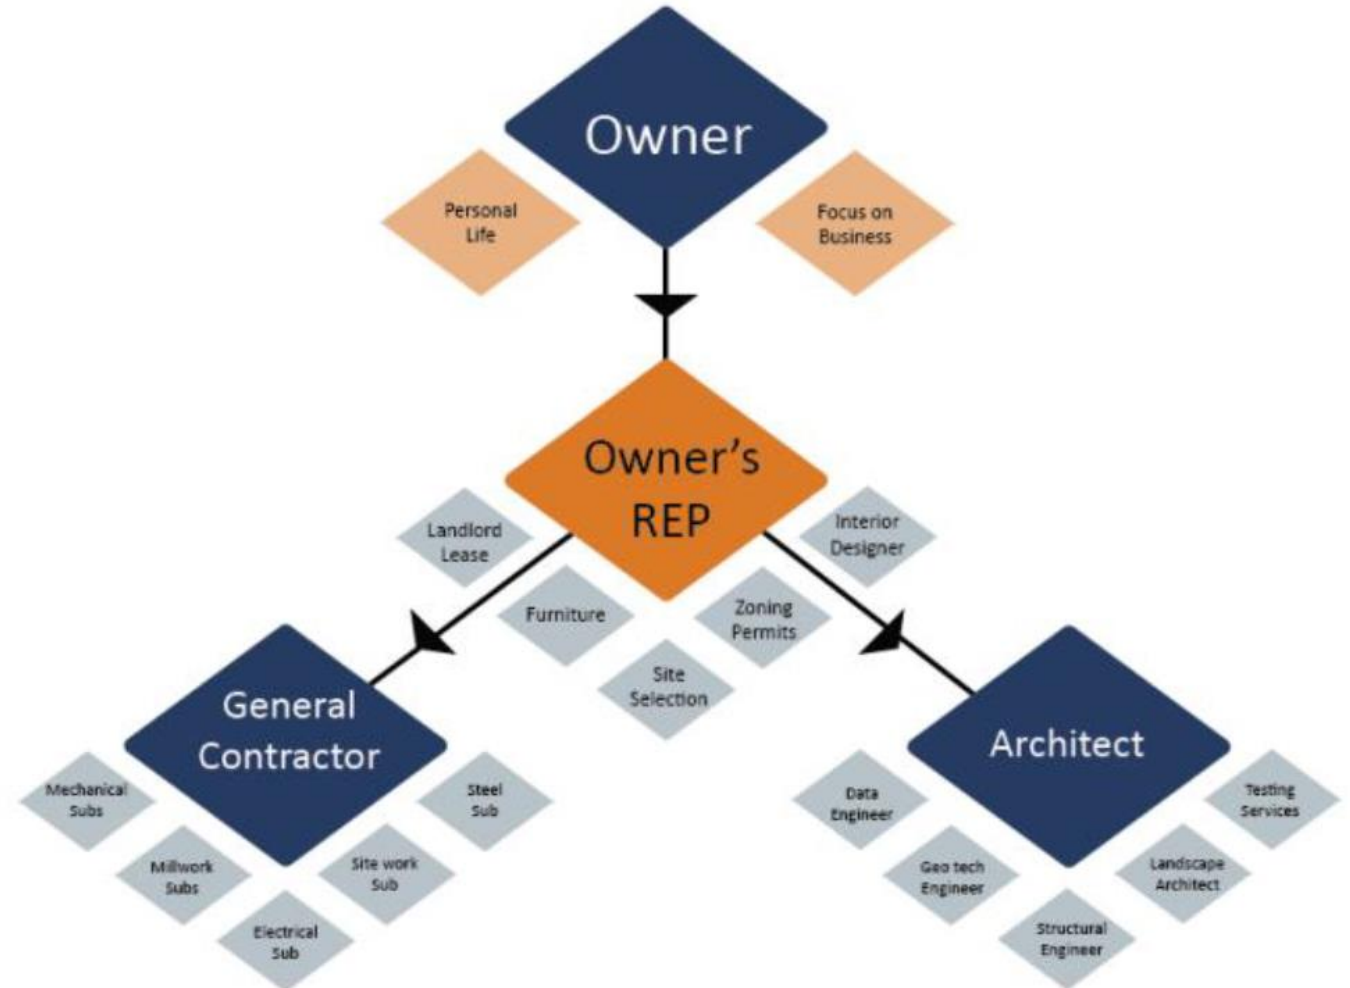 Owner
Personal
Life
Focus on
Business
Owner's
REP
Landlord
Lease
Interior
Designer
Furniture
Zoning
Permits
Site
Selection
General
Contractor
Mechanical
Subs
Steel
Sub
Millwork
Subs
Site work
Sub
Electrical
Sub
Architect
Data
Engineer
Testing
Services
Geo tech
Engineer
Landscape
Architect
Structural
Engineer